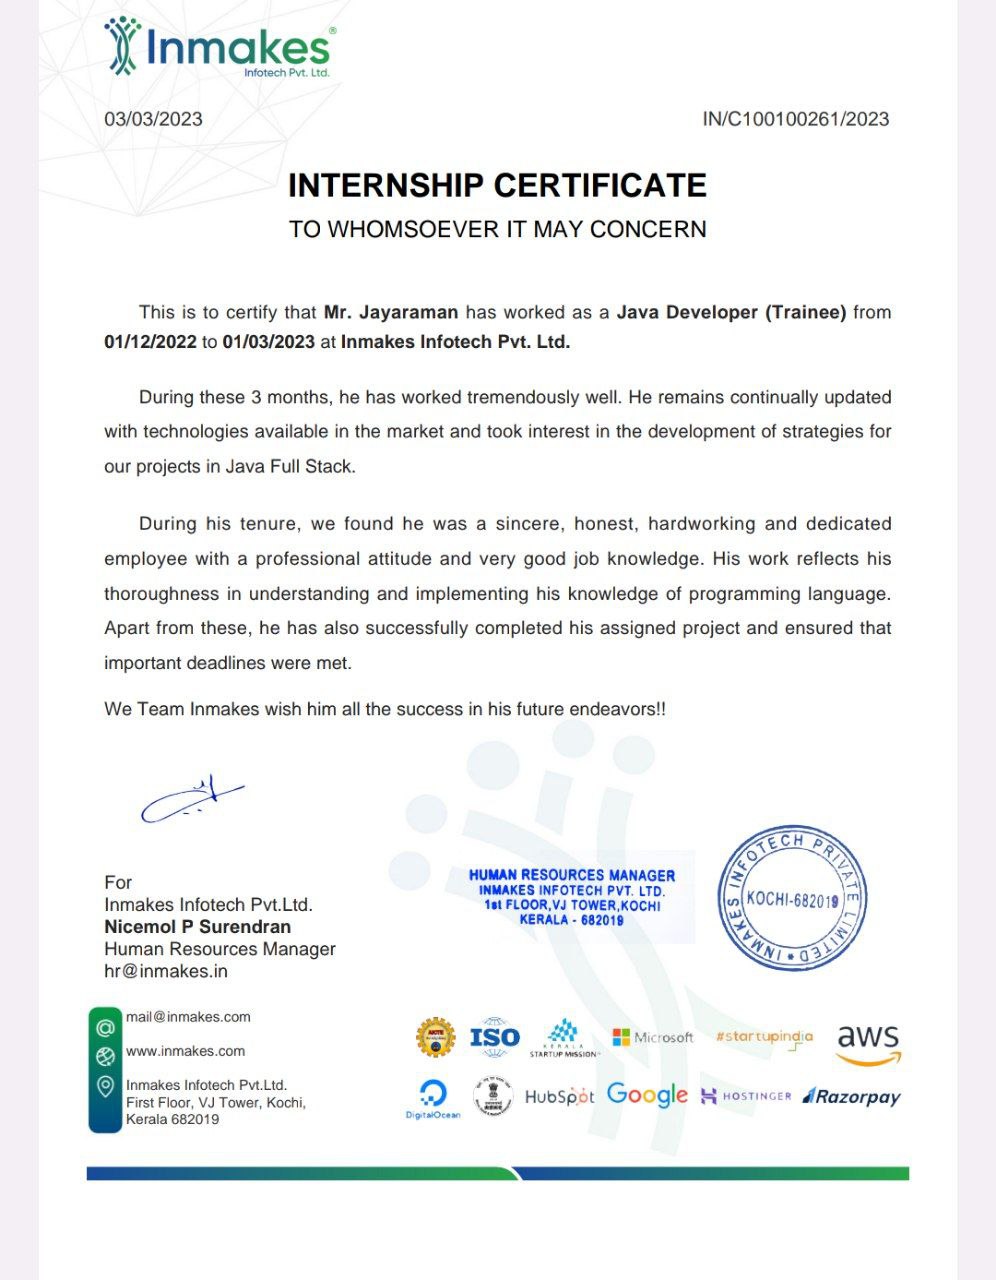 Inmakes®
Infotech Pvt. Ltd.
03/03/2023 IN/C100100261/2023
INTERNSHIP CERTIFICATE
TO WHOMSOEVER IT MAY CONCERN
This is to certify that Mr. Jayaraman has worked as a Java Developer (Trainee) from
01/12/2022 to 01/03/2023 at Inmakes Infotech Pvt. Ltd.
During these 3 months, he has worked tremendously well. He remains continually updated
with technologies available in the market and took interest in the development of strategies for
our projects in Java Full Stack.
During his tenure, we found he was a sincere, honest, hardworking and dedicated
employee with a professional attitude and very good job knowledge. His work reflects his
thoroughness in understanding and implementing his knowledge of programming language.
Apart from these, he has also successfully completed his assigned project and ensured that
important deadlines were met.
We Team Inmakes wish him all the success in his future endeavors!!
For
Inmakes Infotech Pvt.Ltd.
Nicemol P Surendran
Human Resources Manager
hr@inmakes.in
HUMAN RESOURCES MANAGER
INMAKES INFOTECH PVT. LTD.
1st FLOOR,VJ TOWER,KOCHI
KERALA - 682019
INMAKES INFOTECH PRIVATE LIMITED
KOCHI-682019
mail@inmakes.com
www.inmakes.com
Inmakes Infotech Pvt.Ltd.
First Floor, VJ Tower, Kochi,
Kerala 682019
AICTE
ISO
KERALA
STARTUP MISSION
Microsoft
#startupindia
aws
DigitalOcean
HubSpot
Google
HOSTINGER
Razorpay